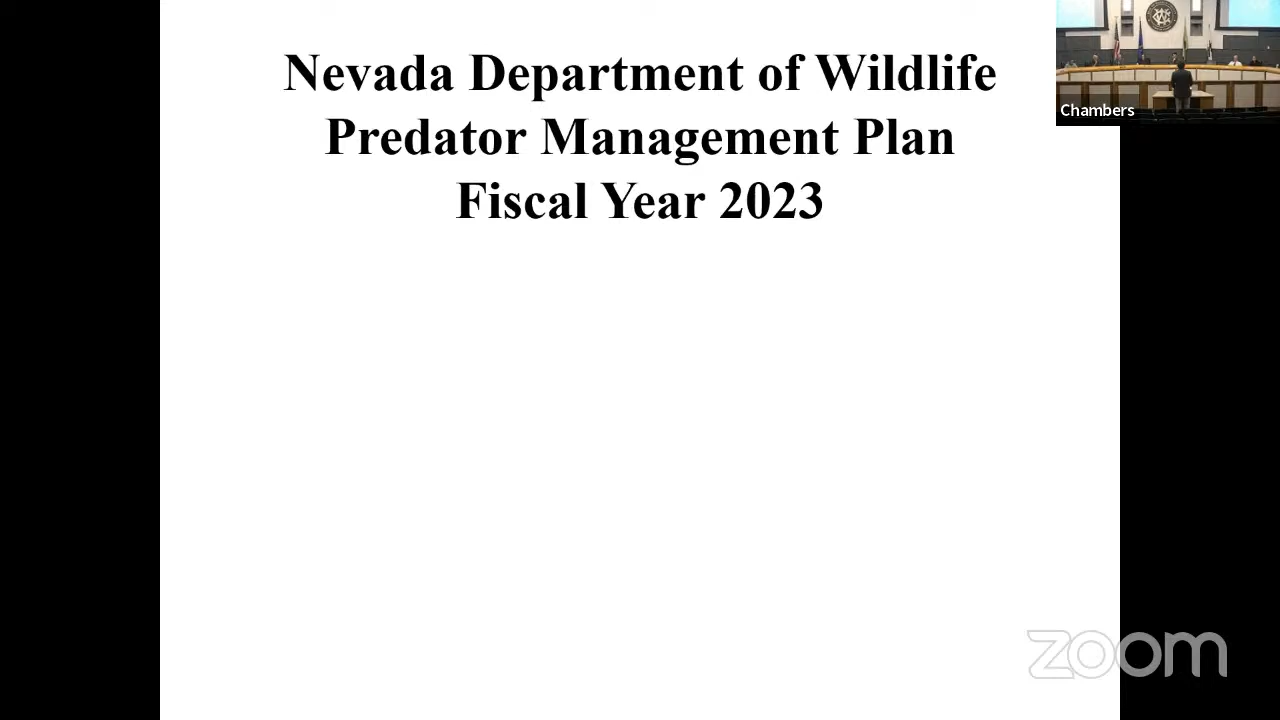 Nevada Department of Wildlife
Predator Management Plan
Fiscal Year 2023
Chambers
zoom